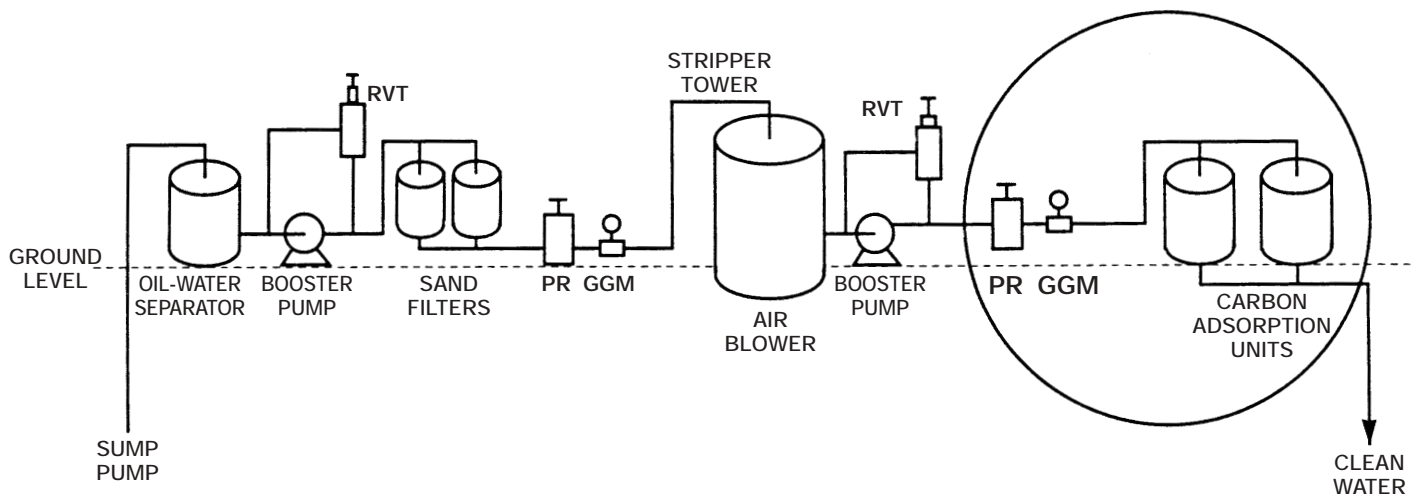 STRIPPER
TOWER
RVT
RVT
GROUND
LEVEL
OIL-WATER
SEPARATOR
BOOSTER
PUMP
SAND
FILTERS
PR GGM
AIR
BLOWER
BOOSTER
PUMP
PR GGM
CARBON
ADSORPTION
UNITS
SUMP
PUMP
CLEAN
WATER